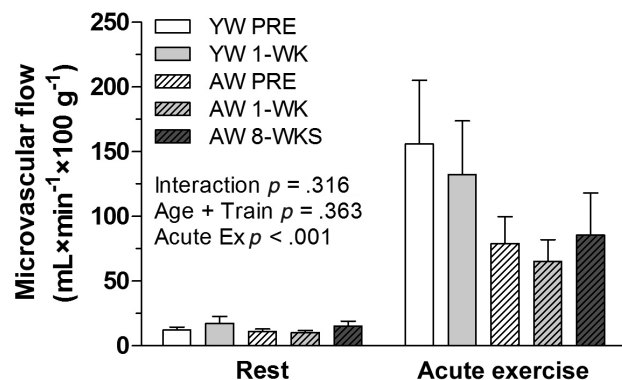 Microvascular flow
(mL×min⁻¹×100 g⁻¹)
250
200
150
100
50
0
YW PRE
YW 1-WK
AW PRE
AW 1-WK
AW 8-WKS
Interaction p = .316
Age + Train p = .363
Acute Ex p < .001
Rest
Acute exercise